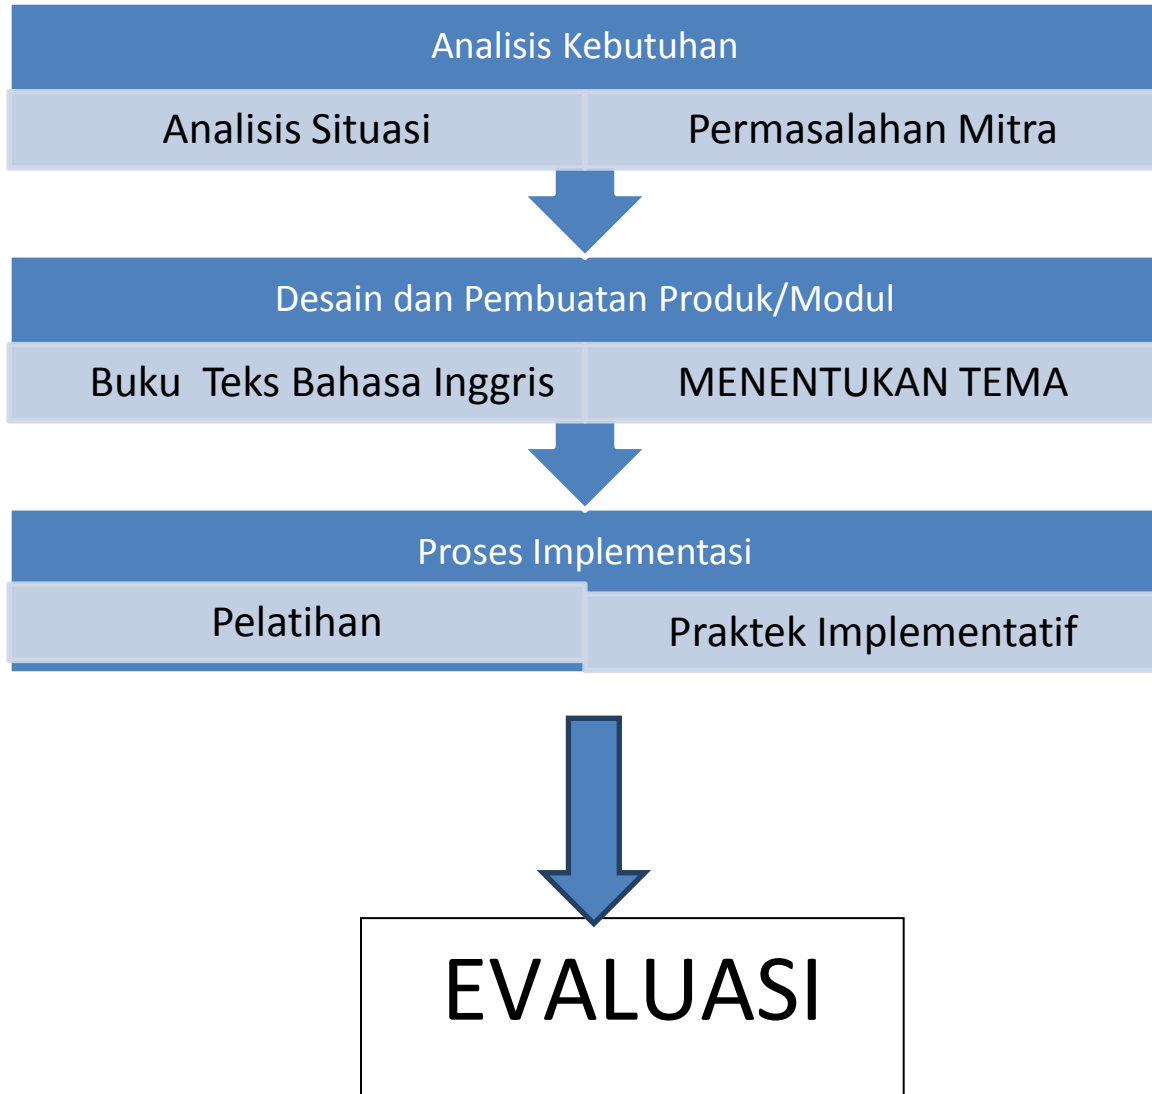 Analisis Kebutuhan
Analisis Situasi
Permasalahan Mitra
Desain dan Pembuatan Produk/Modul
Buku  Teks Bahasa Inggris
MENENTUKAN TEMA
Proses Implementasi
Pelatihan
Praktek Implementatif
EVALUASI